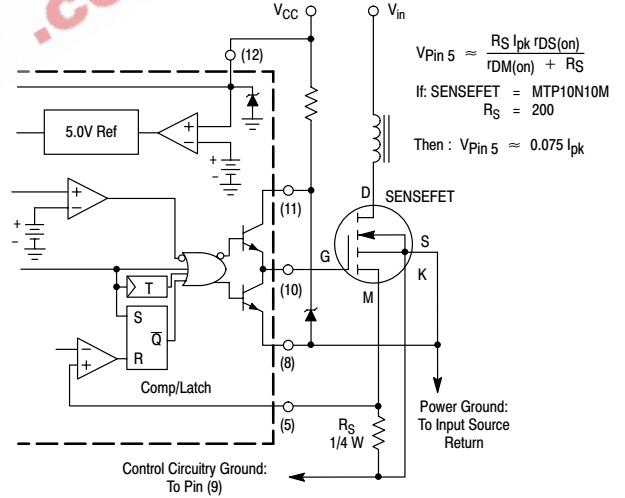 .co
VCC
Vin
(12)
VPin 5 ≈ RS Ipk rDS(on)
rDM(on) + RS
If: SENSEFET = MTP10N10M
RS = 200
Then : VPin 5 ≈ 0.075 Ipk
5.0V Ref
+
−
+
−
+
−
+
−
(11)
D
SENSEFET
S
G
K
(10)
M
T
S
Q
R
−
+
(8)
Comp/Latch
(5)
Power Ground:
To Input Source
Return
RS
1/4 W
Control Circuitry Ground:
To Pin (9)